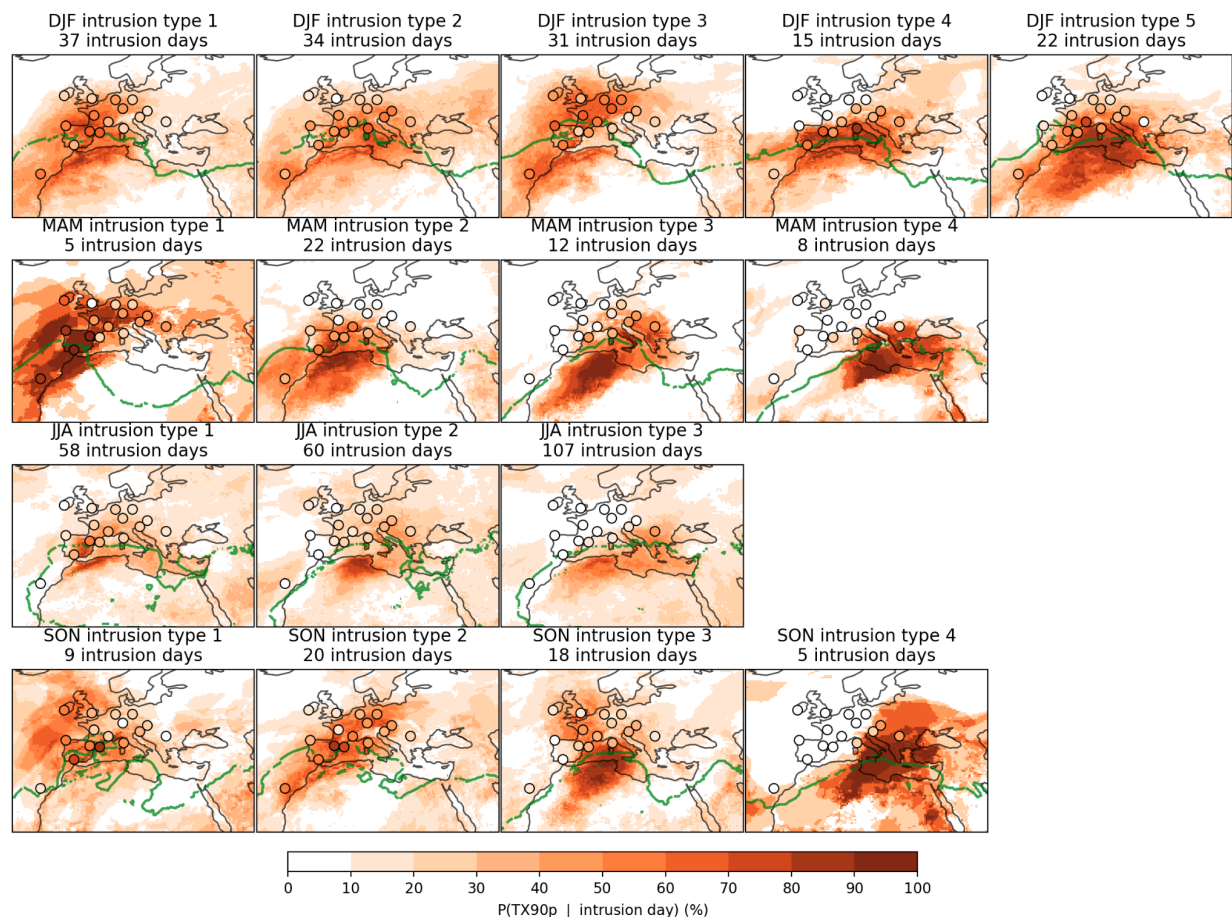 DJF intrusion type 1
37 intrusion days
DJF intrusion type 2
34 intrusion days
DJF intrusion type 3
31 intrusion days
DJF intrusion type 4
15 intrusion days
DJF intrusion type 5
22 intrusion days
MAM intrusion type 1
5 intrusion days
MAM intrusion type 2
22 intrusion days
MAM intrusion type 3
12 intrusion days
MAM intrusion type 4
8 intrusion days
JJA intrusion type 1
58 intrusion days
JJA intrusion type 2
60 intrusion days
JJA intrusion type 3
107 intrusion days
SON intrusion type 1
9 intrusion days
SON intrusion type 2
20 intrusion days
SON intrusion type 3
18 intrusion days
SON intrusion type 4
5 intrusion days
0 10 20 30 40 50 60 70 80 90 100
P(TX90p | intrusion day) (%)